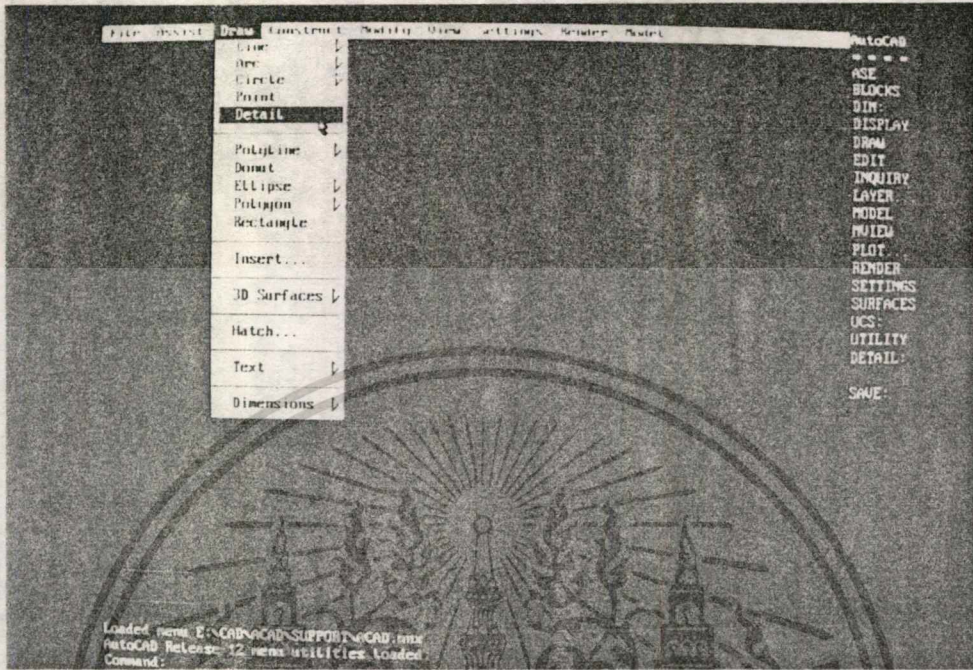 File Assist Draw Construct Modify View Settings Render Model
Line
Arc
Circle
Point
Detail
PolyLine
Donut
Ellipse
Polygon
Rectangle
Insert...
3D Surfaces
Hatch...
Text
Dimensions
AutoCAD
* * * *
ASE
BLOCKS
DIM:
DISPLAY
DRAW
EDIT
INQUIRY
LAYER:
MODEL
MVIEW
PLOT...
RENDER
SETTINGS
SURFACES
UCS:
UTILITY
DETAIL:
SAVE:
Loaded menu E:\CAD\ACAD\SUPPORT\ACAD.mnx
AutoCAD Release 12 menu utilities loaded.
Command: